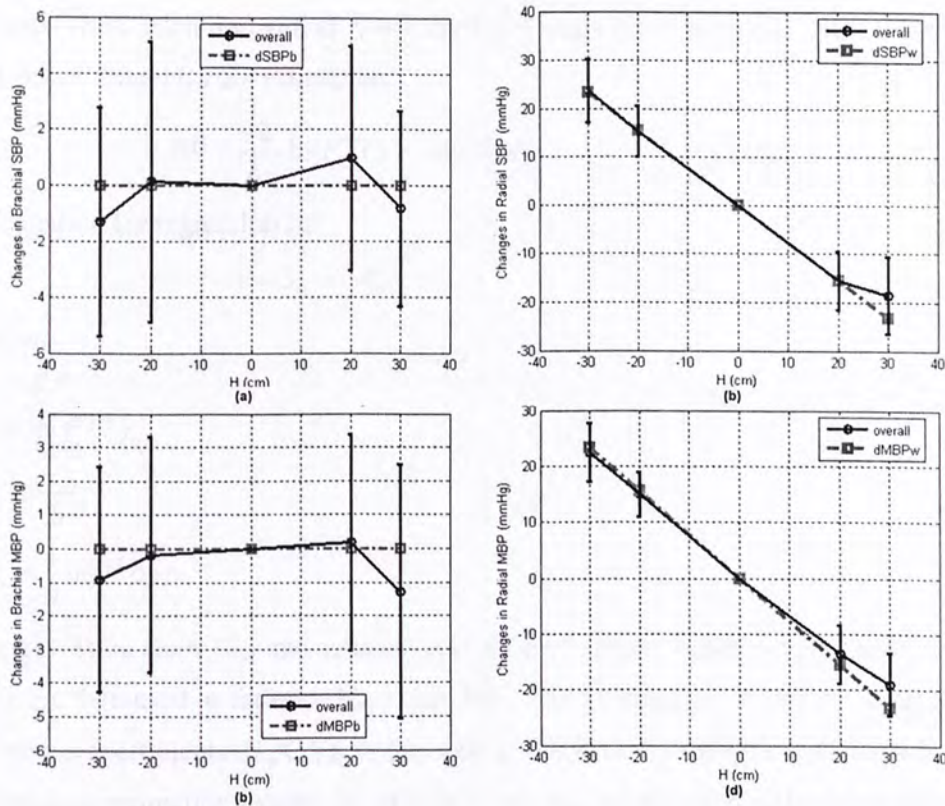 Changes in Brachial SBP (mmHg)
6
4
2
0
-2
-4
-6
overall
dSBPb
-40 -30 -20 -10 0 10 20 30 40
H (cm)
(a)
Changes in Radial SBP (mmHg)
40
30
20
10
0
-10
-20
-30
overall
dSBPw
-40 -30 -20 -10 0 10 20 30 40
H (cm)
(b)
Changes in Brachial MBP (mmHg)
4
3
2
1
0
-1
-2
-3
-4
-5
-6
overall
dMBPb
-40 -30 -20 -10 0 10 20 30 40
H (cm)
(b)
Changes in Radial MBP (mmHg)
30
20
10
0
-10
-20
-30
overall
dMBPw
-40 -30 -20 -10 0 10 20 30 40
H (cm)
(d)